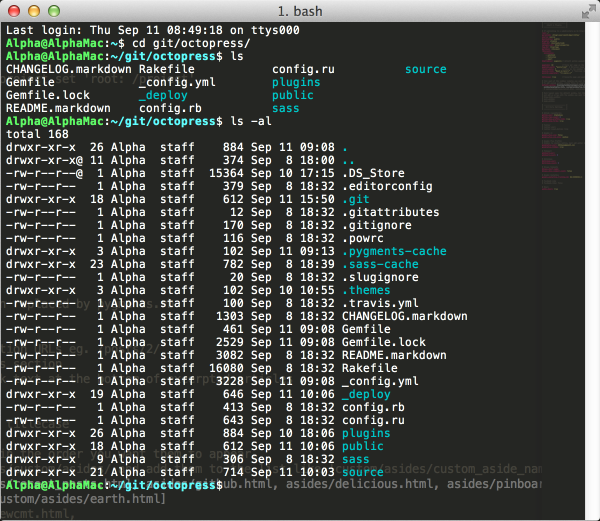 1. bash
Last login: Thu Sep 11 08:49:18 on ttys000
Alpha@AlphaMac:~$ cd git/octopress/
Alpha@AlphaMac:~/git/octopress$ ls
CHANGELOG.markdown Rakefile config.ru source
Gemfile _config.yml plugins
Gemfile.lock _deploy public
README.markdown config.rb sass
Alpha@AlphaMac:~/git/octopress$ ls -al
total 168
drwxr-xr-x 26 Alpha staff 884 Sep 11 09:08 .
drwxr-xr-x@ 11 Alpha staff 374 Sep 8 18:00 ..
-rw-r--r--@ 1 Alpha staff 15364 Sep 10 17:15 .DS_Store
-rw-r--r-- 1 Alpha staff 379 Sep 8 18:32 .editorconfig
drwxr-xr-x 18 Alpha staff 612 Sep 11 15:50 .git
-rw-r--r-- 1 Alpha staff 12 Sep 8 18:32 .gitattributes
-rw-r--r-- 1 Alpha staff 170 Sep 8 18:32 .gitignore
-rw-r--r-- 1 Alpha staff 116 Sep 8 18:32 .powrc
drwxr-xr-x 3 Alpha staff 102 Sep 11 09:13 .pygments-cache
drwxr-xr-x 23 Alpha staff 782 Sep 8 18:39 .sass-cache
-rw-r--r-- 1 Alpha staff 20 Sep 8 18:32 .slugignore
drwxr-xr-x 3 Alpha staff 102 Sep 10 10:55 .themes
-rw-r--r-- 1 Alpha staff 100 Sep 8 18:32 .travis.yml
-rw-r--r-- 1 Alpha staff 1303 Sep 8 18:32 CHANGELOG.markdown
-rw-r--r-- 1 Alpha staff 461 Sep 11 09:08 Gemfile
-rw-r--r-- 1 Alpha staff 2529 Sep 11 09:08 Gemfile.lock
-rw-r--r-- 1 Alpha staff 3082 Sep 8 18:32 README.markdown
-rw-r--r-- 1 Alpha staff 16080 Sep 8 18:32 Rakefile
-rw-r--r-- 1 Alpha staff 3228 Sep 11 09:08 _config.yml
drwxr-xr-x 19 Alpha staff 646 Sep 11 10:06 _deploy
-rw-r--r-- 1 Alpha staff 413 Sep 8 18:32 config.rb
-rw-r--r-- 1 Alpha staff 643 Sep 8 18:32 config.ru
drwxr-xr-x 26 Alpha staff 884 Sep 10 18:06 plugins
drwxr-xr-x 18 Alpha staff 612 Sep 11 10:06 public
drwxr-xr-x 9 Alpha staff 306 Sep 8 18:32 sass
drwxr-xr-x 21 Alpha staff 714 Sep 11 10:03 source
Alpha@AlphaMac:~/git/octopress$
asides/delicious.html, asides/pinboar
ustom/asides/earth.html]
ewcmt.html,